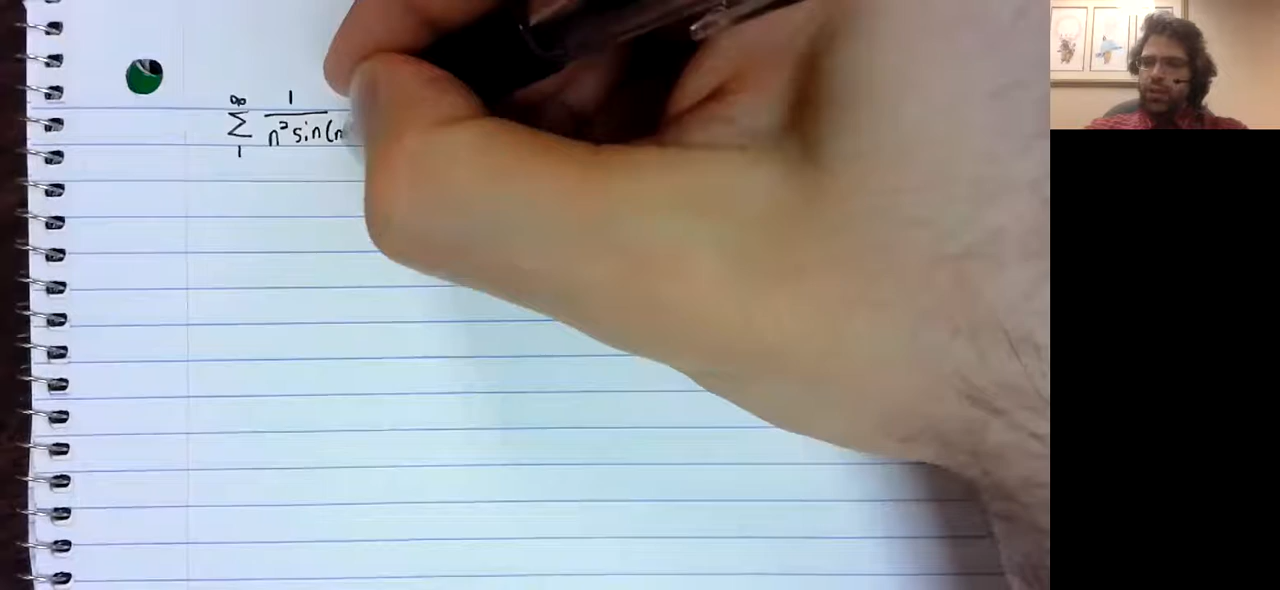 ∞
Σ 1/(n² sin(n
1